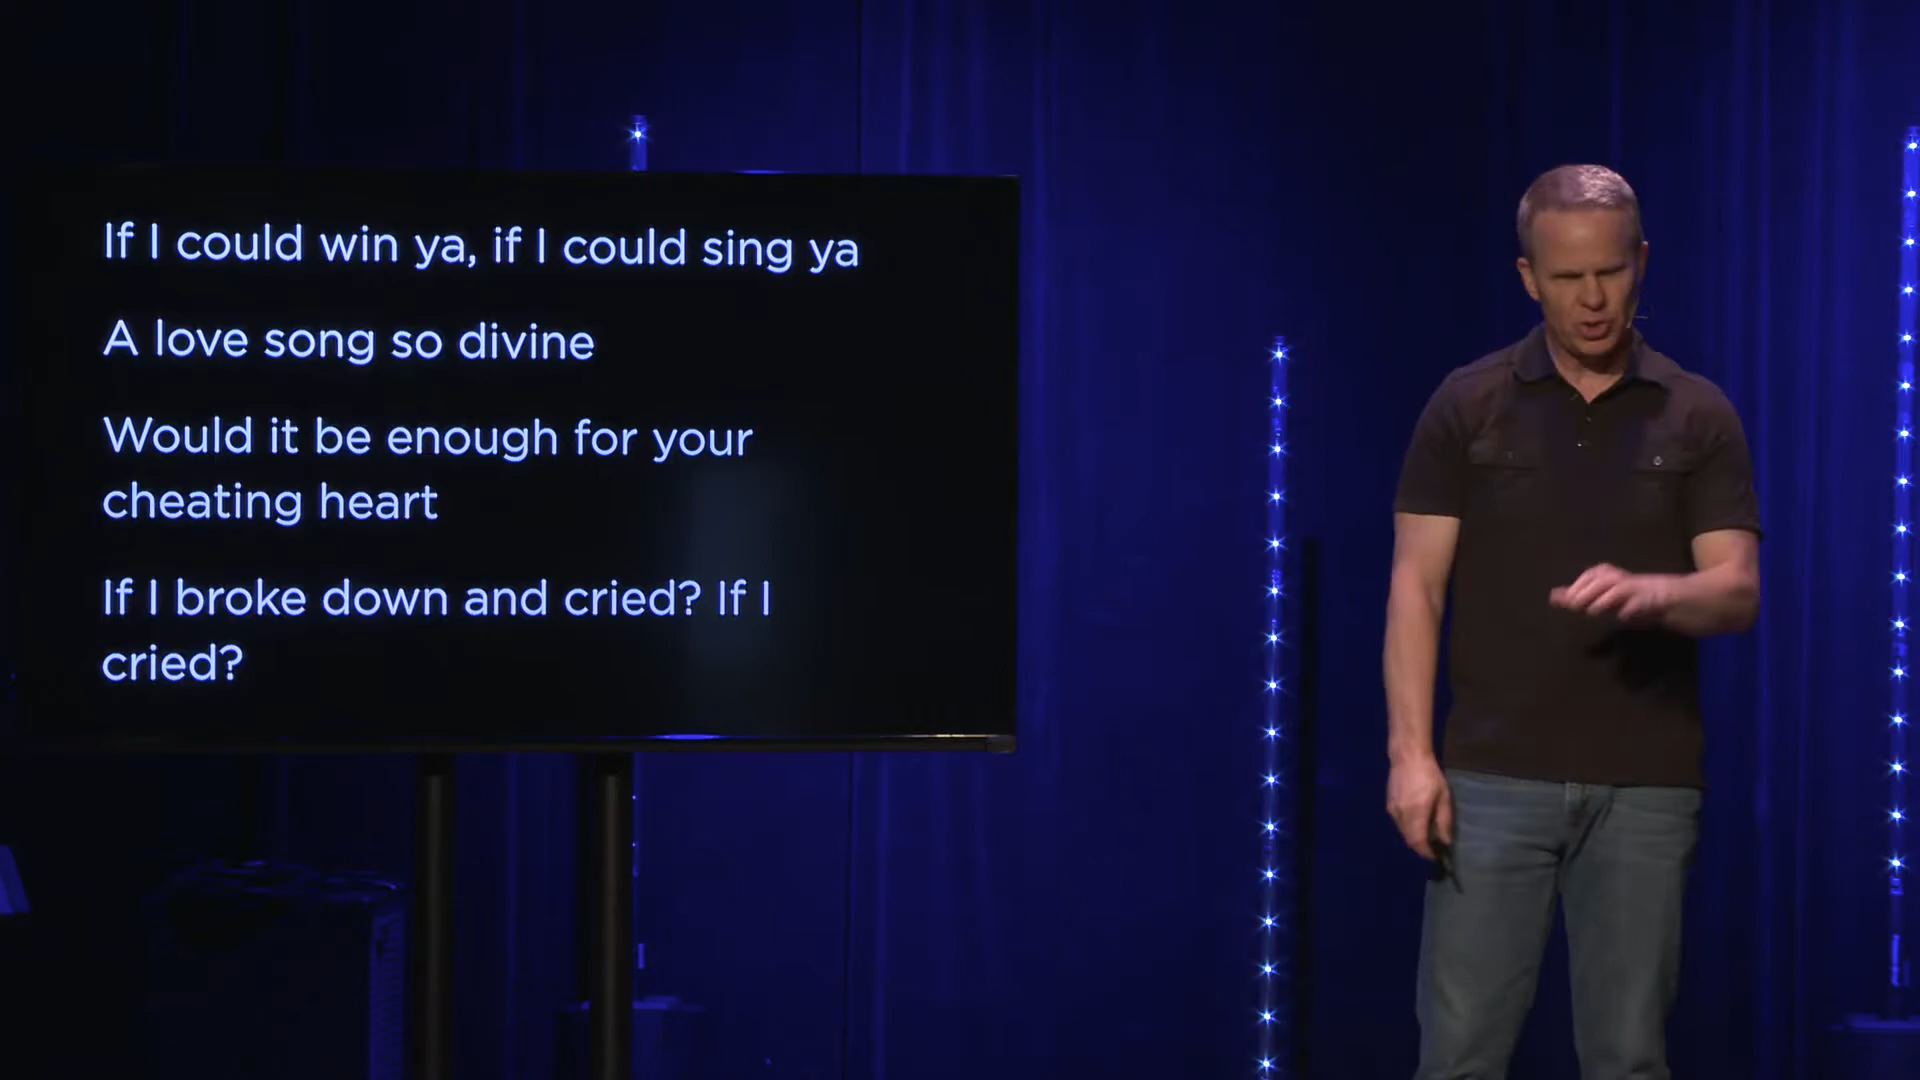 If I could win ya, if I could sing ya
A love song so divine
Would it be enough for your
cheating heart
If I broke down and cried? If I
cried?